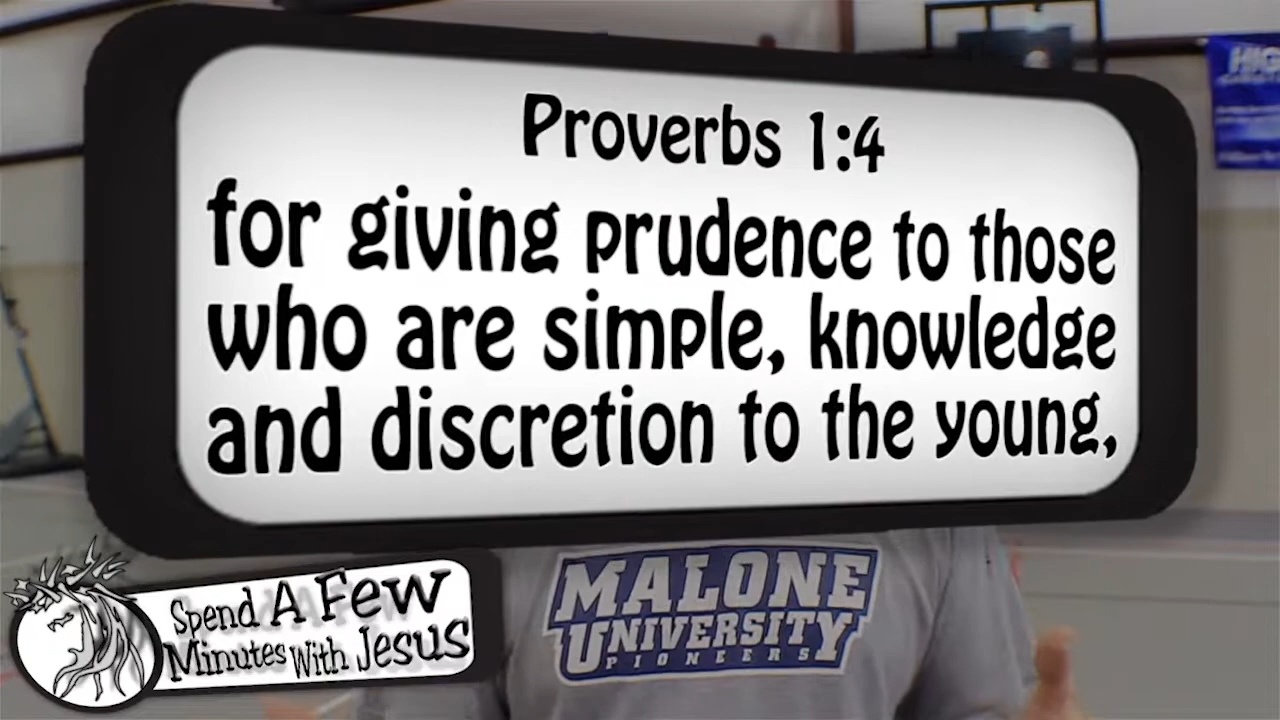 Proverbs 1:4
for giving prudence to those
who are simple, knowledge
and discretion to the young,
Spend A Few
Minutes With Jesus
MALONE
UNIVERSITY
PIONEERS
HIG